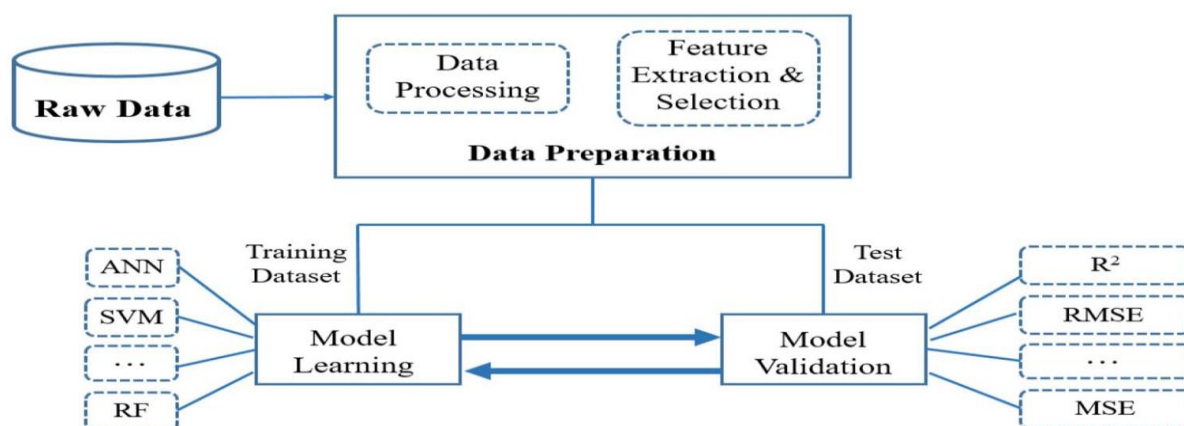 Raw Data
Data
Processing
Feature
Extraction &
Selection
Data Preparation
Training
Dataset
Test
Dataset
ANN
SVM
...
RF
Model
Learning
Model
Validation
R²
RMSE
...
MSE